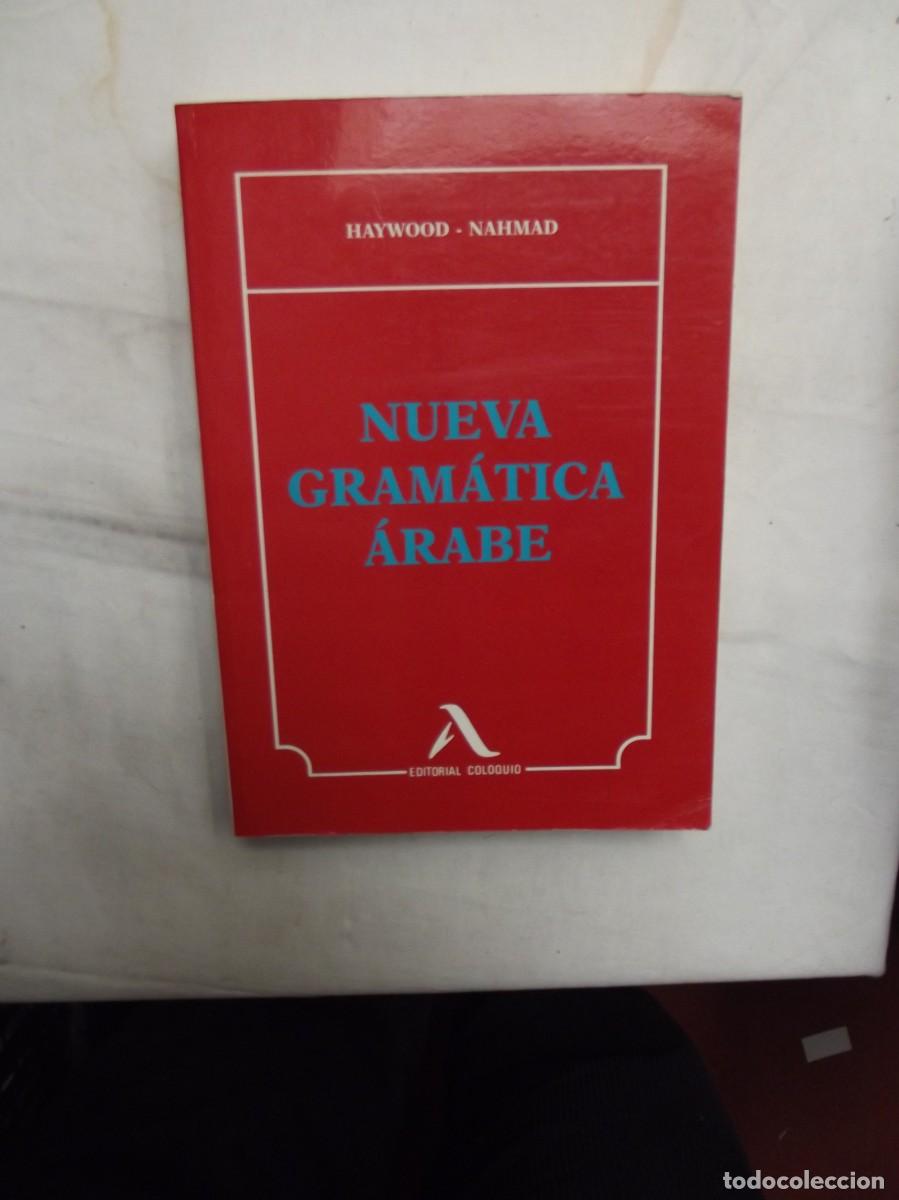 HAYWOOD - NAHMAD
NUEVA
GRAMÁTICA
ÁRABE
EDITORIAL COLOQUIO
todocoleccion